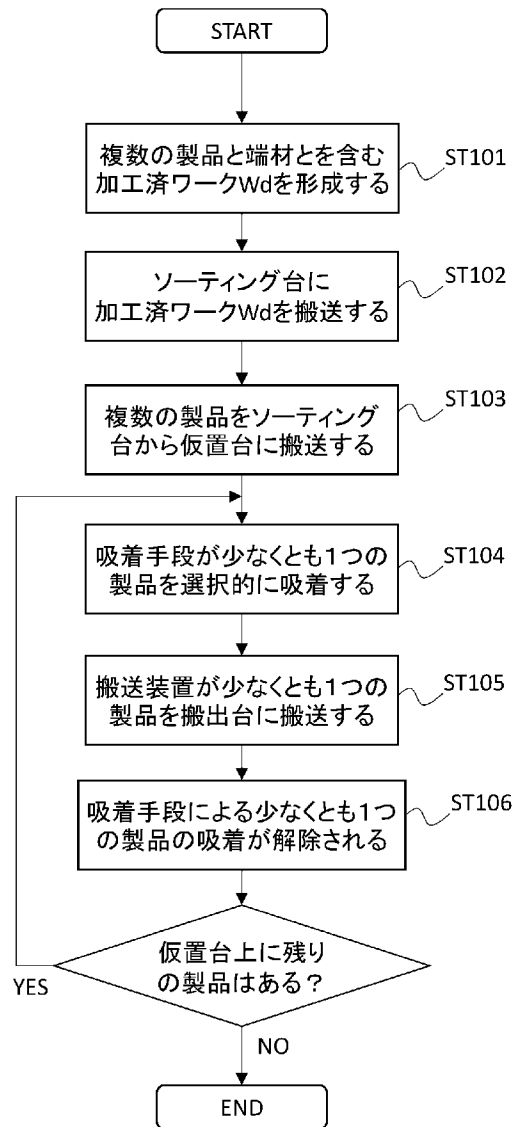 START
複数の製品と端材とを含む
加工済ワークWdを形成する
ST101
ソーティング台に
加工済ワークWdを搬送する
ST102
複数の製品をソーティング
台から仮置台に搬送する
ST103
吸着手段が少なくとも1つの
製品を選択的に吸着する
ST104
搬送装置が少なくとも1つの
製品を搬出台に搬送する
ST105
吸着手段による少なくとも1つ
の製品の吸着が解除される
ST106
仮置台上に残り
の製品はある?
YES
NO
END